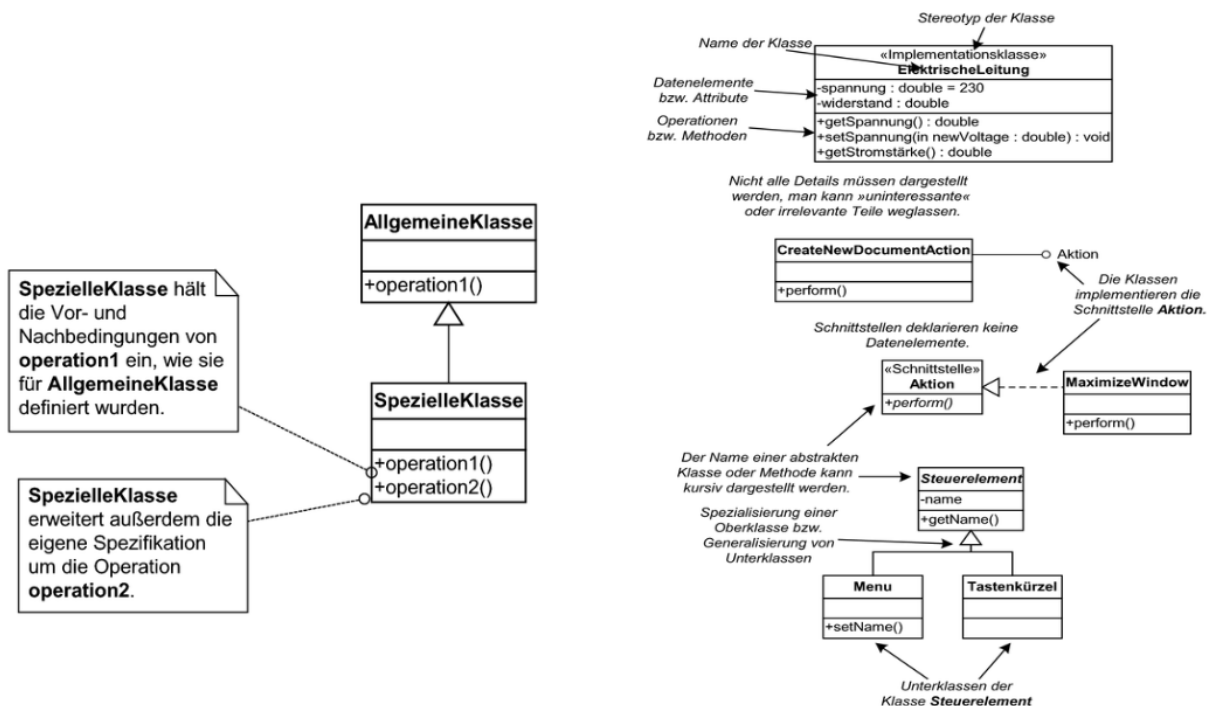 AllgemeineKlasse
+operation1()
SpezielleKlasse hält
die Vor- und
Nachbedingungen von
operation1 ein, wie sie
für AllgemeineKlasse
definiert wurden.
SpezielleKlasse
+operation1()
+operation2()
SpezielleKlasse
erweitert außerdem die
eigene Spezifikation
um die Operation
operation2.
Stereotyp der Klasse
Name der Klasse
«Implementationsklasse»
ElektrischeLeitung
Datenelemente
bzw. Attribute
-spannung : double = 230
-widerstand : double
Operationen
bzw. Methoden
+getSpannung() : double
+setSpannung(in newVoltage : double) : void
+getStromstärke() : double
Nicht alle Details müssen dargestellt
werden, man kann »uninteressante«
oder irrelevante Teile weglassen.
CreateNewDocumentAction
+perform()
Aktion
Die Klassen
implementieren die
Schnittstelle Aktion.
Schnittstellen deklarieren keine
Datenelemente.
«Schnittstelle»
Aktion
+perform()
MaximizeWindow
+perform()
Der Name einer abstrakten
Klasse oder Methode kann
kursiv dargestellt werden.
Steuerelement
-name
+getName()
Spezialisierung einer
Oberklasse bzw.
Generalisierung von
Unterklassen
Menu
+setName()
Tastenkürzel
Unterklassen der
Klasse Steuerelement